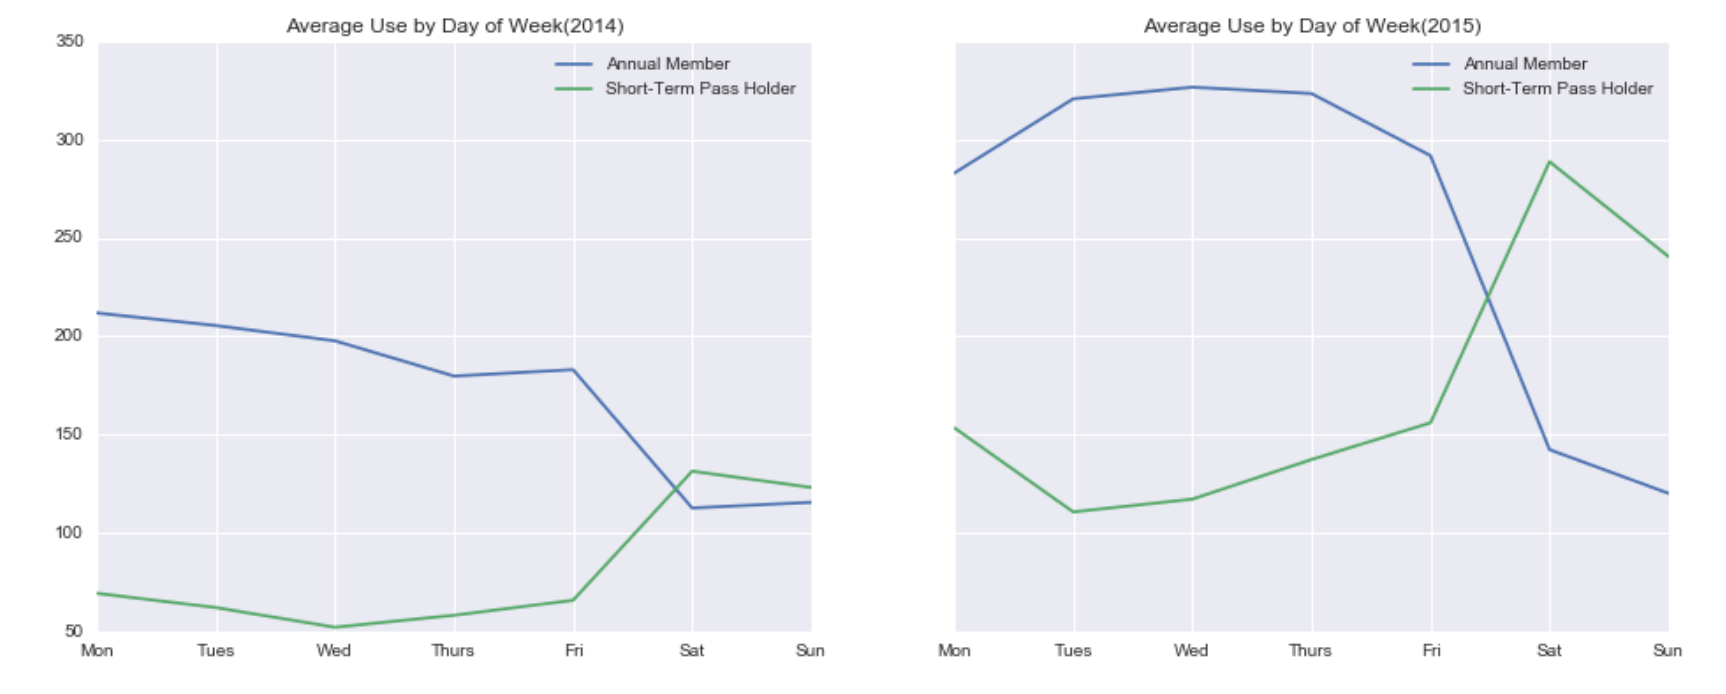 Average Use by Day of Week(2014)
Annual Member
Short-Term Pass Holder
350
300
250
200
150
100
50
Mon Tues Wed Thurs Fri Sat Sun
Average Use by Day of Week(2015)
Annual Member
Short-Term Pass Holder
Mon Tues Wed Thurs Fri Sat Sun